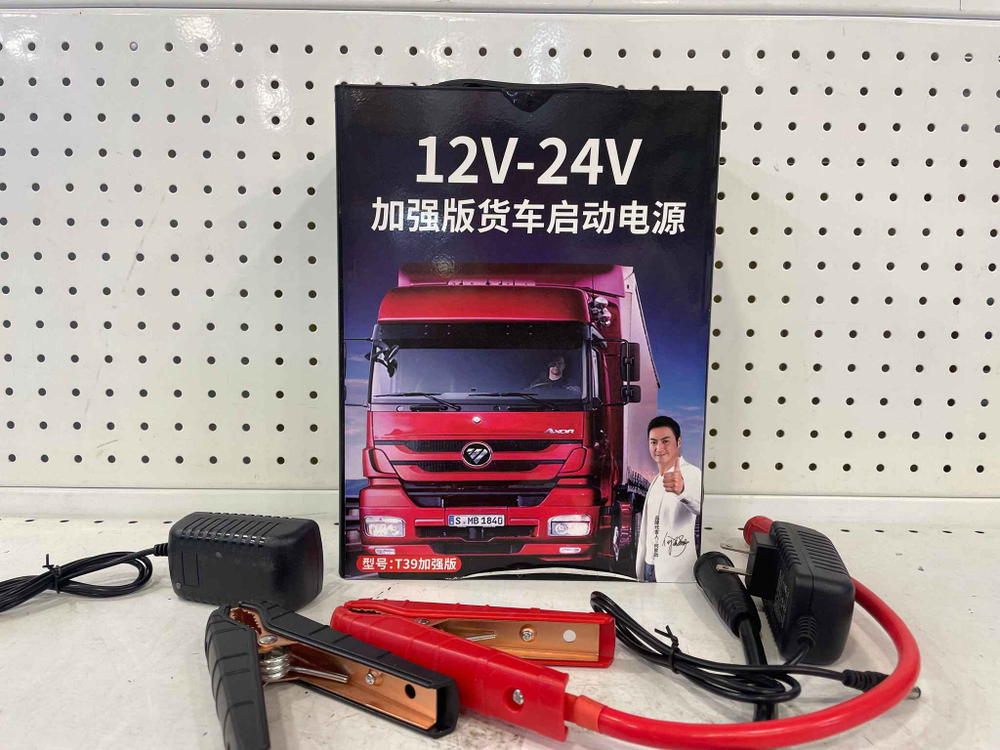 12V-24V
加强版货车启动电源
AXOR
S MB 1840
型号:T39加强版